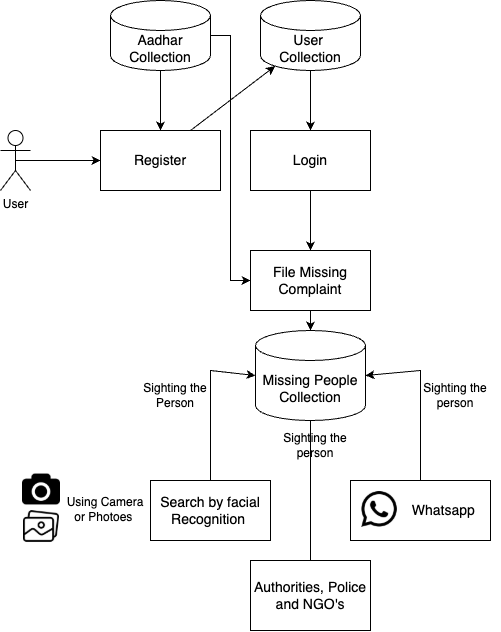 Aadhar
Collection
User
Collection
Register
Login
User
File Missing
Complaint
Missing People
Collection
Sighting the
Person
Sighting the
person
Sighting the
person
Using Camera
or Photoes
Search by facial
Recognition
Whatsapp
Authorities, Police
and NGO's